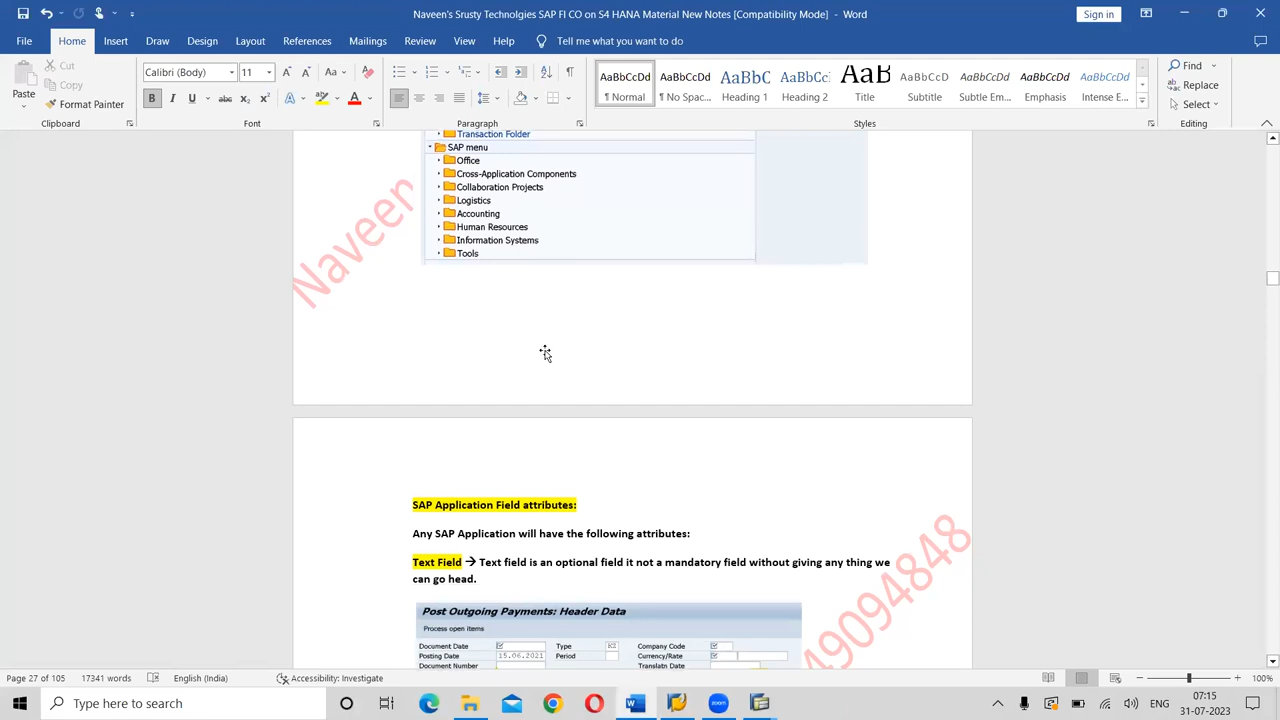 Naveen's Srusty Technologies SAP FI CO on S4 HANA Material New Notes [Compatibility Mode] - Word
Sign in
File Home Insert Draw Design Layout References Mailings Review View Help Tell me what you want to do
Cut
Copy
Format Painter
Paste
Clipboard
Calibri (Body) 11
Font
Paragraph
AaBbCcDd AaBbCcDd AaBbCc AaBbCc AaB AaBbCcDd AaBbCcDd AaBbCcDd AaBbCcDd
¶ Normal ¶ No Spac... Heading 1 Heading 2 Title Subtitle Subtle Em... Emphasis Intense E...
Styles
Find
Replace
Select
Editing
Transaction Folder
SAP menu
Office
Cross-Application Components
Collaboration Projects
Logistics
Accounting
Human Resources
Information Systems
Tools
Naveen
SAP Application Field attributes:
Any SAP Application will have the following attributes:
Text Field → Text field is an optional field it not a mandatory field without giving any thing we
can go head.
49094848
Post Outgoing Payments: Header Data
Process open items
Document Date Type KZ Company Code
Posting Date 15.06.2021 Period Currency/Rate
Document Number Translatn Date
Page 27 of 105 17341 words English (India) Accessibility: Investigate 100%
Type here to search
zoom
ENG
07:15
31-07-2023